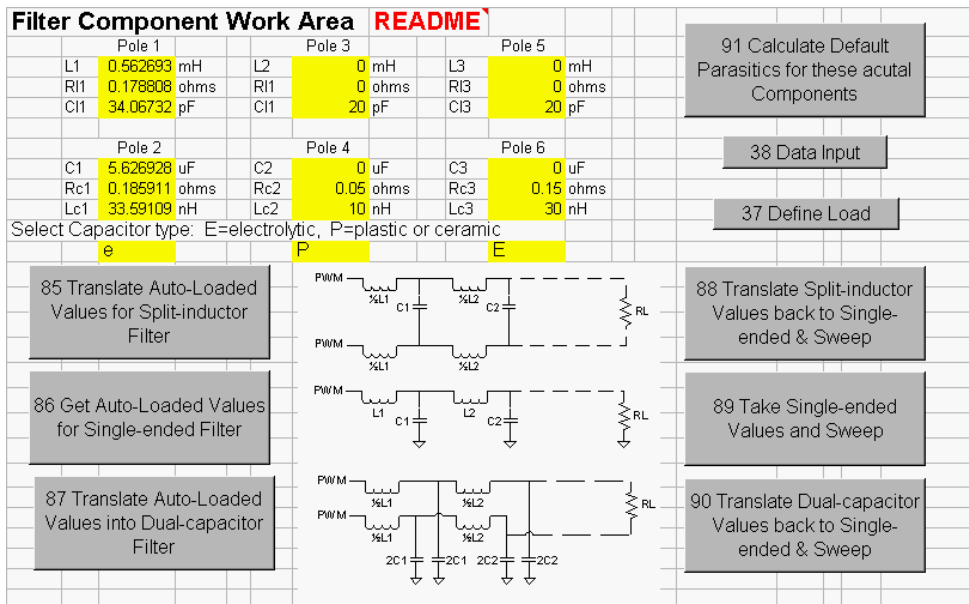 Filter Component Work Area README
Pole 1 Pole 3 Pole 5
L1 0.562693 mH L2 0 mH L3 0 mH
Rl1 0.178808 ohms Rl1 0 ohms Rl3 0 ohms
Cl1 34.06732 pF Cl1 20 pF Cl3 20 pF
Pole 2 Pole 4 Pole 6
C1 5.626928 uF C2 0 uF C3 0 uF
Rc1 0.185911 ohms Rc2 0.05 ohms Rc3 0.15 ohms
Lc1 33.59109 nH Lc2 10 nH Lc3 30 nH
Select Capacitor type: E=electrolytic, P=plastic or ceramic
e P E
91 Calculate Default
Parasitics for these acutal
Components
38 Data Input
37 Define Load
85 Translate Auto-Loaded
Values for Split-inductor
Filter
86 Get Auto-Loaded Values
for Single-ended Filter
87 Translate Auto-Loaded
Values into Dual-capacitor
Filter
PWM
½L1 ½L2
C1 C2 RL
PWM
½L1 ½L2
PWM
L1 L2
C1 C2 RL
PWM
½L1 ½L2 RL
PWM
½L1 ½L2
2C1 2C1 2C2 2C2
88 Translate Split-inductor
Values back to Single-
ended & Sweep
89 Take Single-ended
Values and Sweep
90 Translate Dual-capacitor
Values back to Single-
ended & Sweep